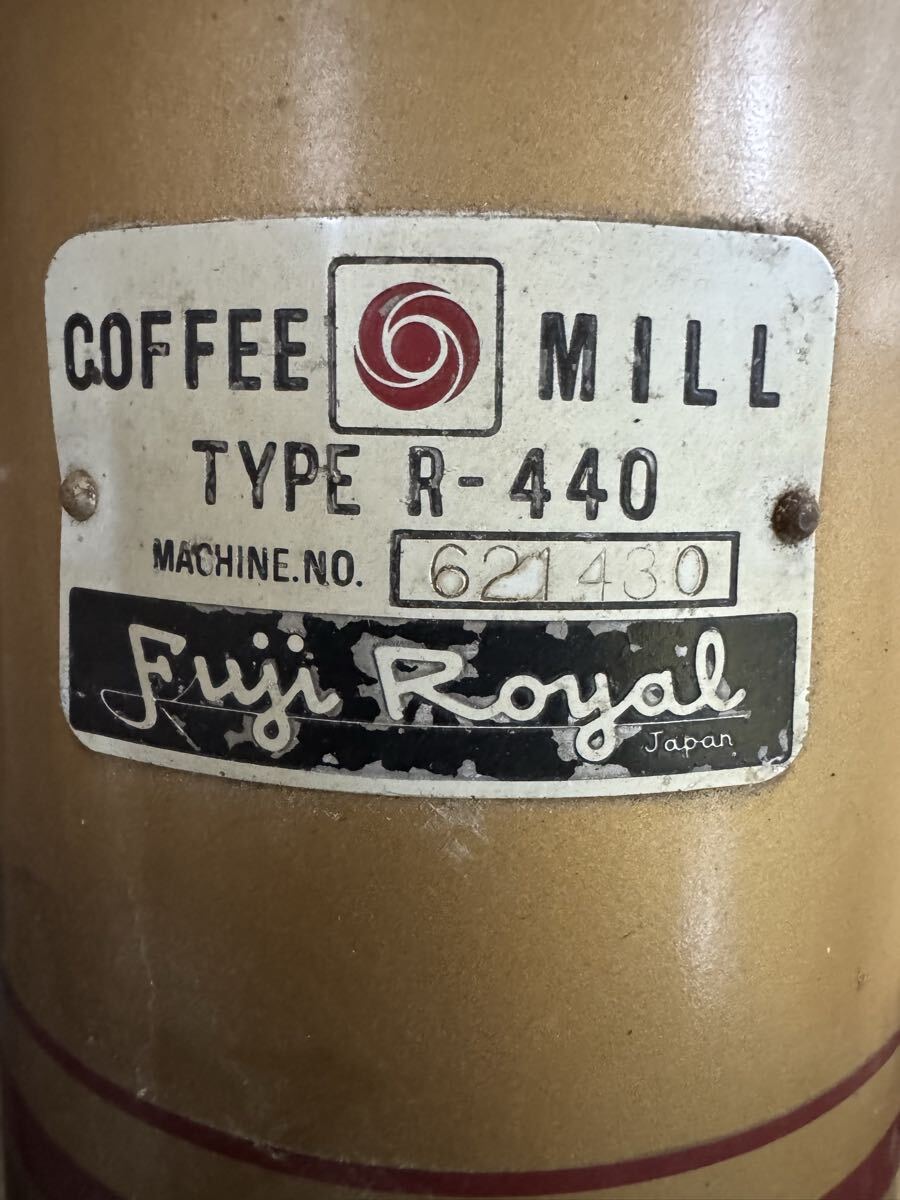 COFFEE MILL
TYPE R-440
MACHINE.NO. 621430
Fuji Royal
Japan